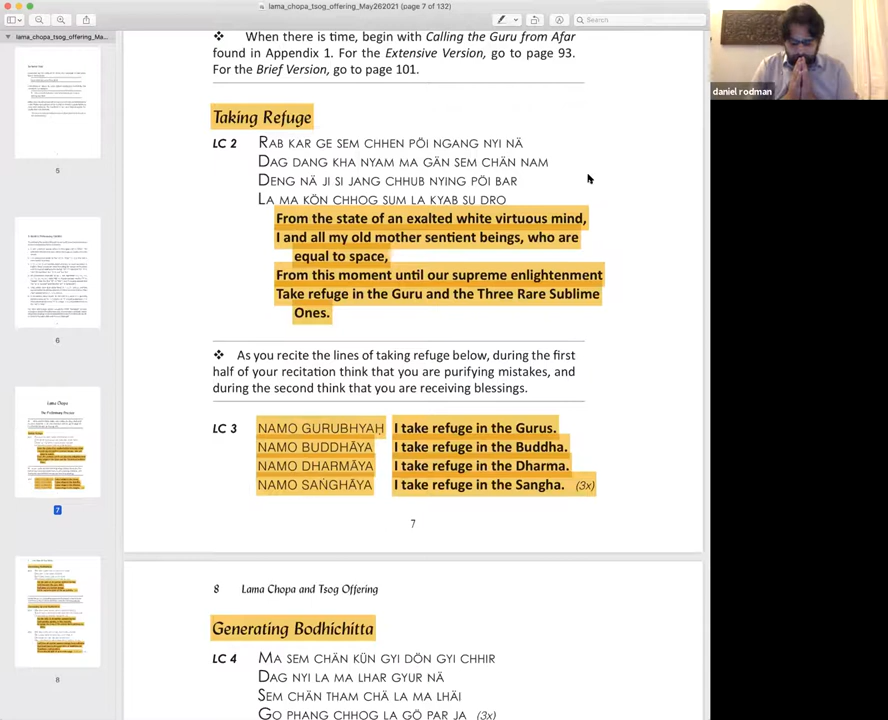 lama_chopa_tsog_offering_May262021 (page 7 of 132)
Search
lama_chopa_tsog_offering_Ma...
daniel rodman
❖ When there is time, begin with Calling the Guru from Afar
found in Appendix 1. For the Extensive Version, go to page 93.
For the Brief Version, go to page 101.
Taking Refuge
LC 2 RAB KAR GE SEM CHHEN PÖI NGANG NYI NÄ
DAG DANG KHA NYAM MA GÄN SEM CHÄN NAM
DENG NÄ JI SI JANG CHHUB NYING PÖI BAR
LA MA KÖN CHHOG SUM LA KYAB SU DRO
From the state of an exalted white virtuous mind,
I and all my old mother sentient beings, who are
equal to space,
From this moment until our supreme enlightenment
Take refuge in the Guru and the Three Rare Sublime
Ones.
❖ As you recite the lines of taking refuge below, during the first
half of your recitation think that you are purifying mistakes, and
during the second think that you are receiving blessings.
LC 3 NAMO GURUBHYAḤ I take refuge in the Gurus.
NAMO BUDDHĀYA I take refuge in the Buddha.
NAMO DHARMĀYA I take refuge in the Dharma.
NAMO SAṄGHĀYA I take refuge in the Sangha. (3x)
7
8 Lama Chopa and Tsog Offering
Generating Bodhichitta
LC 4 MA SEM CHÄN KÜN GYI DÖN GYI CHHIR
DAG NYI LA MA LHAR GYUR NÄ
SEM CHÄN THAM CHÄ LA MA LHÄI
GO PHANG CHHOG LA GÖ PAR JA (3x)
5
6
Lama Chopa
7
8